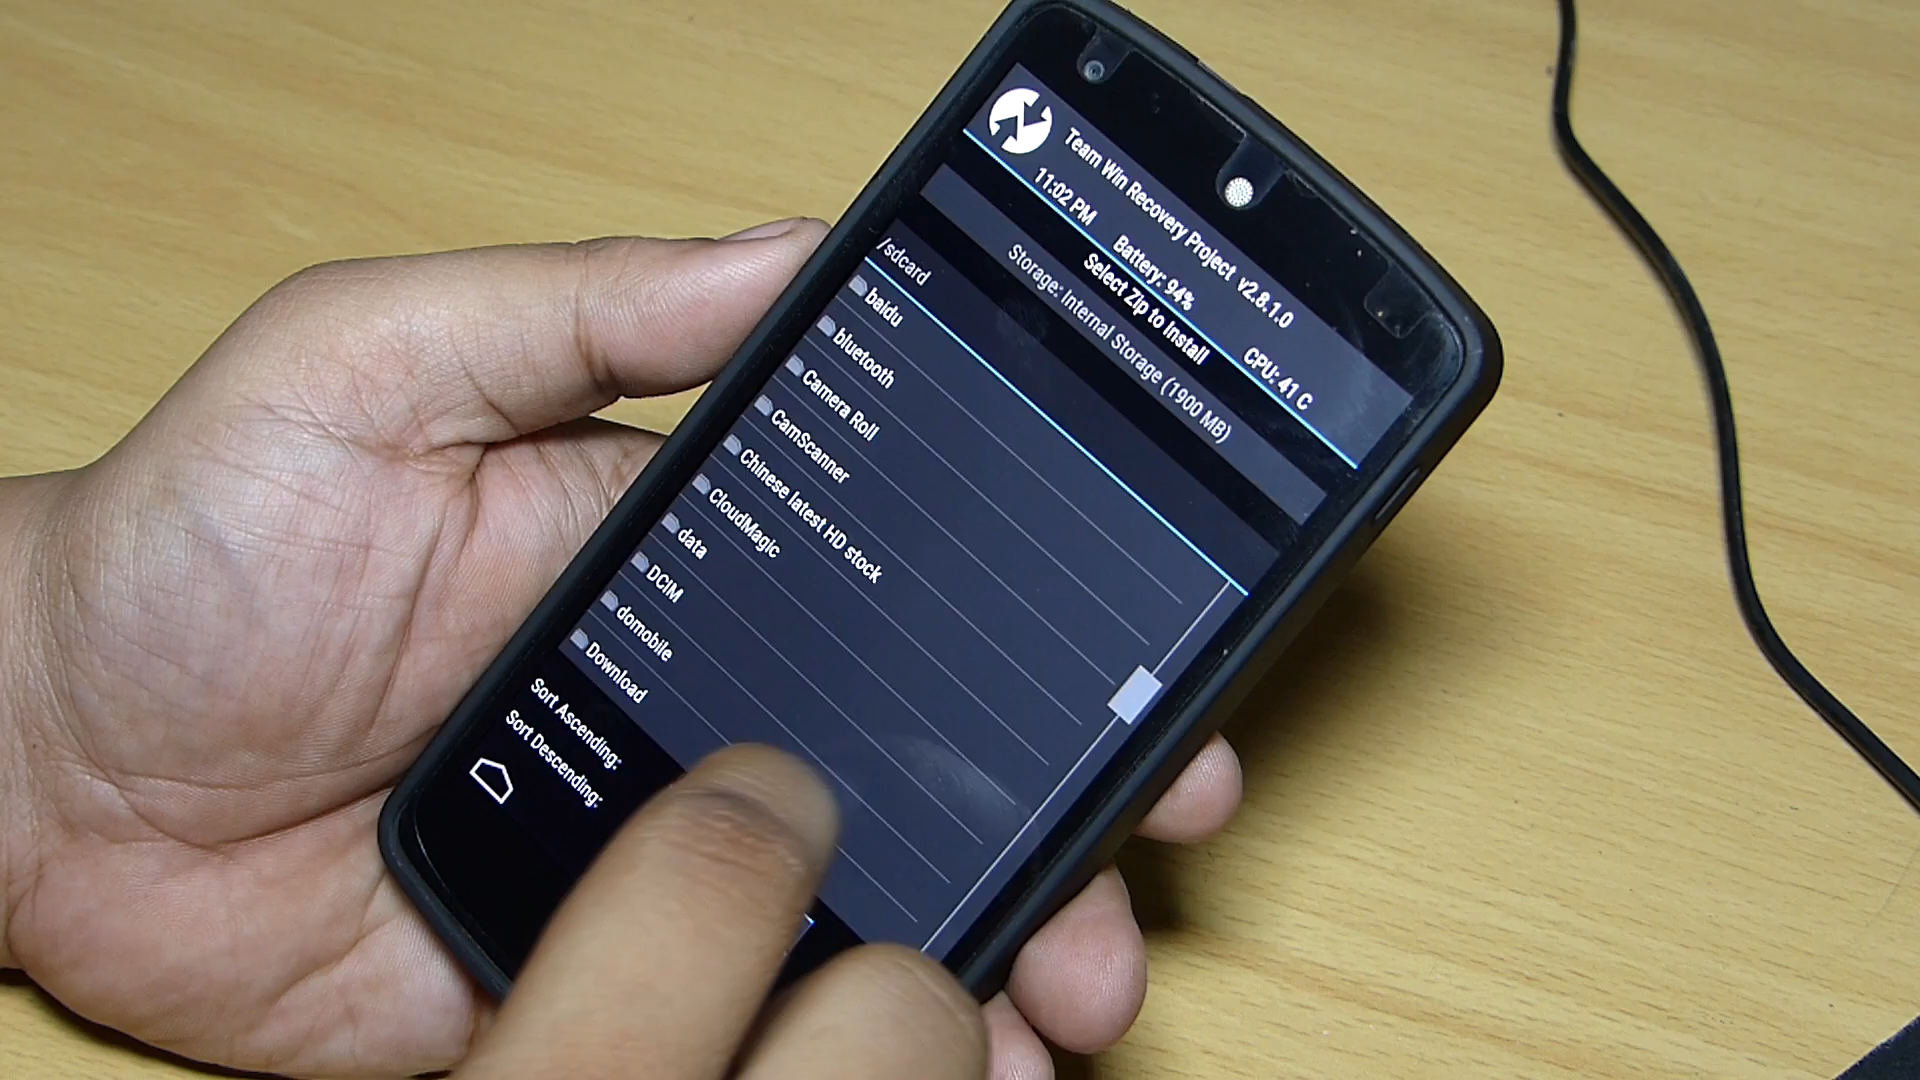 Team Win Recovery Project v2.8.1.0
11:02 PM Battery: 94% CPU: 41 C
Select Zip to Install
Storage: Internal Storage (1900 MB)
/sdcard
baidu
bluetooth
Camera Roll
CamScanner
Chinese latest HD stock
CloudMagic
data
DCIM
domobile
Download
Sort Ascending:
Sort Descending: